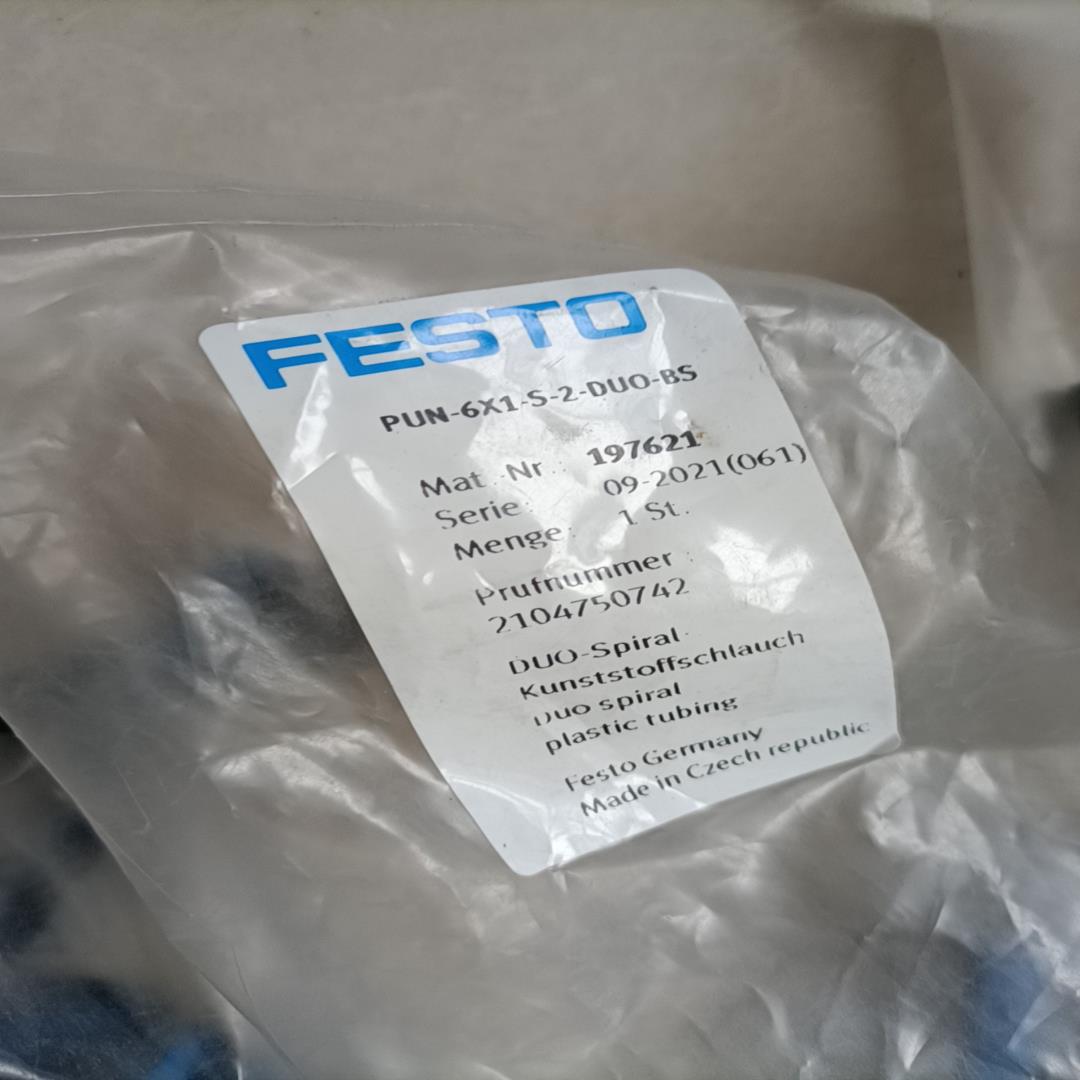 FESTO
PUN-6X1-S-2-DUO-BS
Mat.-Nr.: 197621
Serie: 09-2021(061)
Menge: 1 St.
Prufnummer :
2104750742
DUO-Spiral-
Kunststoffschlauch
Duo spiral
plastic tubing
Festo Germany
Made in Czech republic